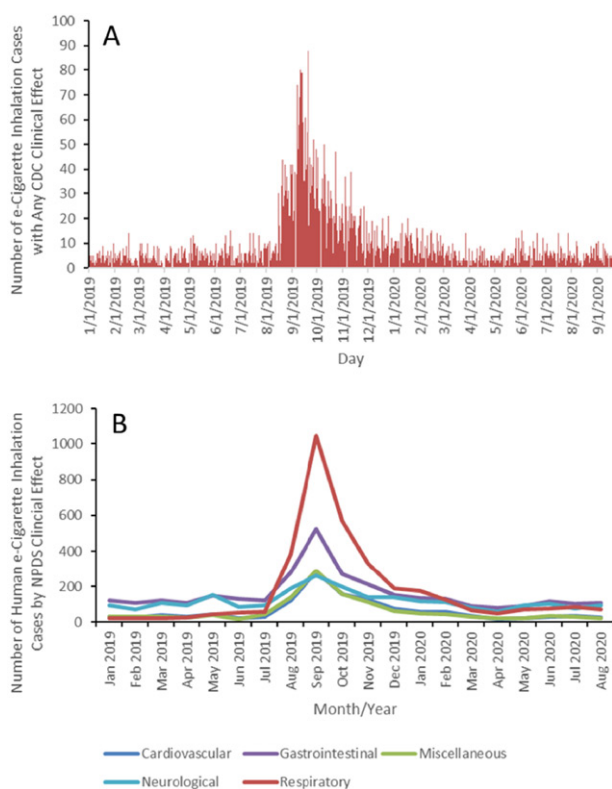 A
Number of e-Cigarette Inhalation Cases
with Any CDC Clinical Effect
100
90
80
70
60
50
40
30
20
10
0
1/1/2019
2/1/2019
3/1/2019
4/1/2019
5/1/2019
6/1/2019
7/1/2019
8/1/2019
9/1/2019
10/1/2019
11/1/2019
12/1/2019
1/1/2020
2/1/2020
3/1/2020
4/1/2020
5/1/2020
6/1/2020
7/1/2020
8/1/2020
9/1/2020
Day
B
Number of Human e-Cigarette Inhalation
Cases by NPDS Clincial Effect
1200
1000
800
600
400
200
0
Jan 2019
Feb 2019
Mar 2019
Apr 2019
May 2019
Jun 2019
Jul 2019
Aug 2019
Sep 2019
Oct 2019
Nov 2019
Dec 2019
Jan 2020
Feb 2020
Mar 2020
Apr 2020
May 2020
Jun 2020
Jul 2020
Aug 2020
Month/Year
Cardiovascular Gastrointestinal Miscellaneous
Neurological Respiratory